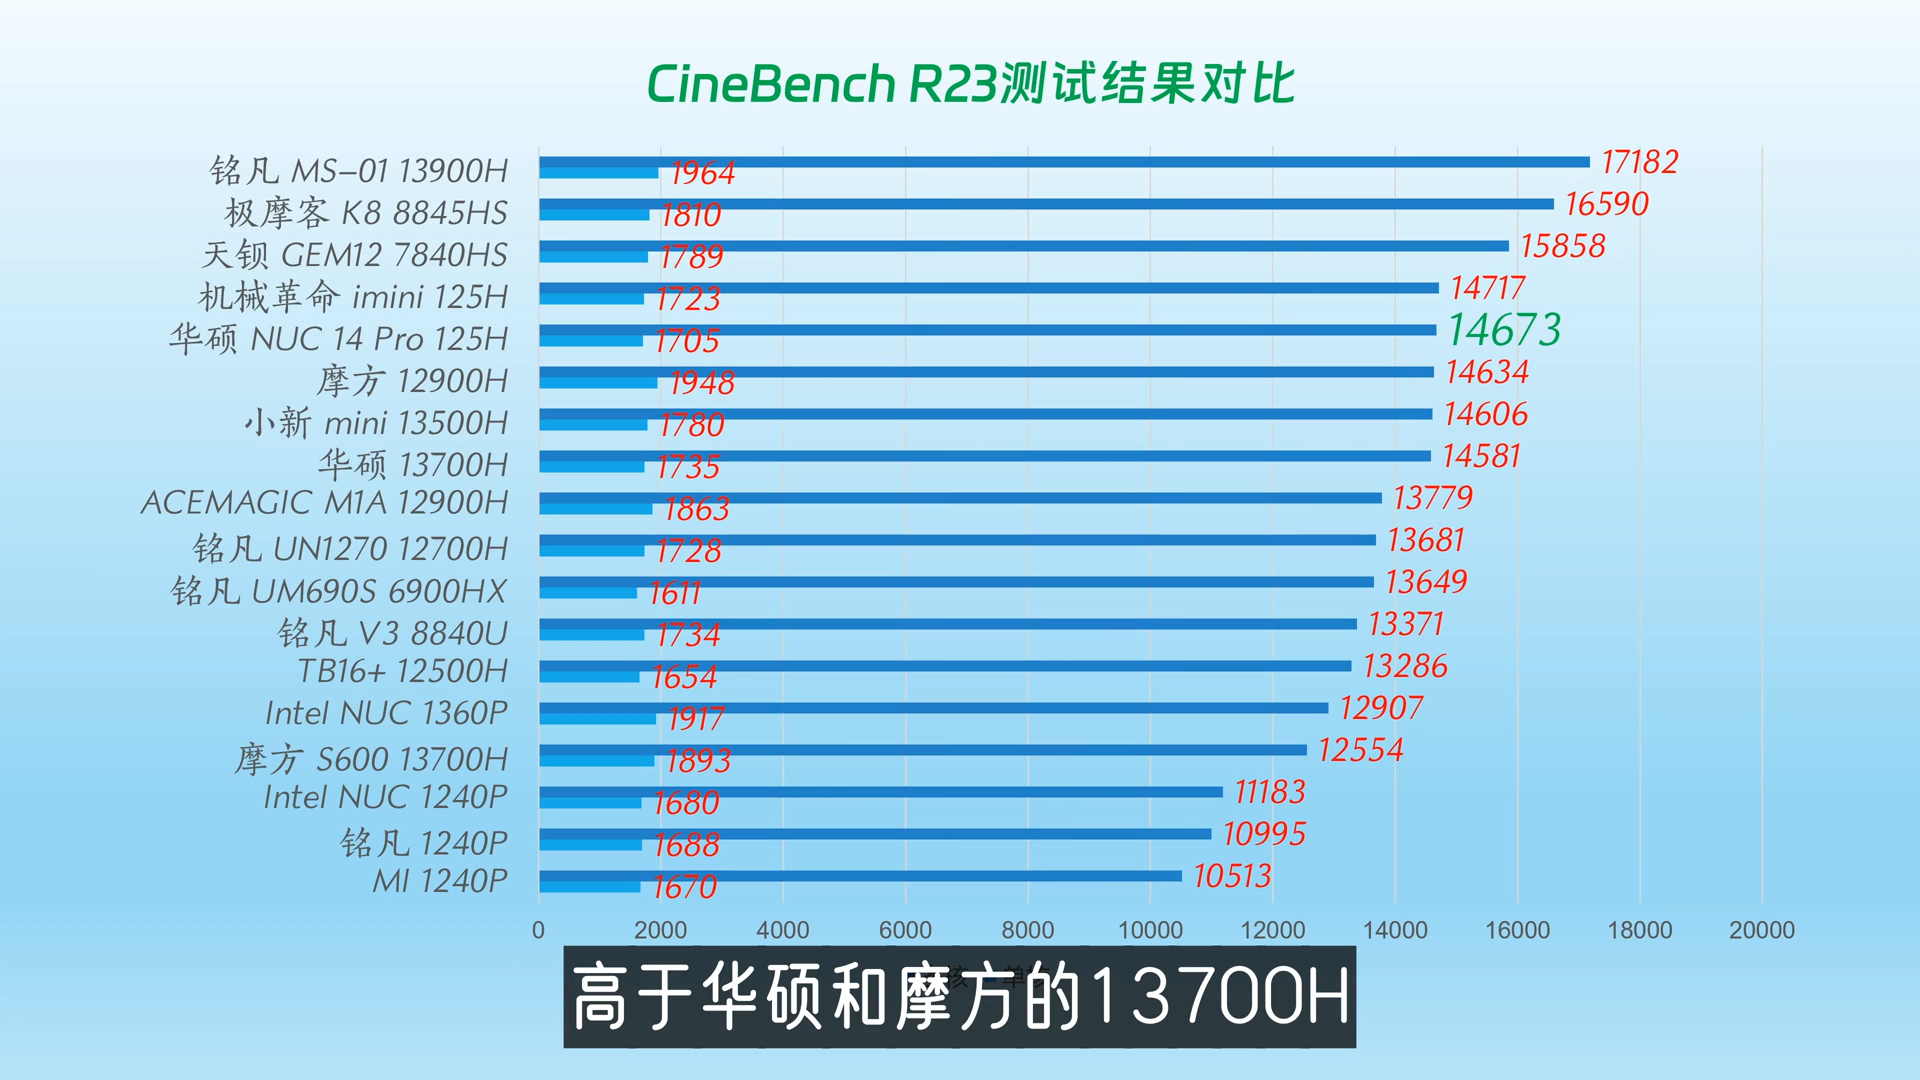 CineBench R23测试结果对比
铭凡 MS-01 13900H 1964 17182
极摩客 K8 8845HS 1810 16590
天钡 GEM12 7840HS 1789 15858
机械革命 imini 125H 1723 14717
华硕 NUC 14 Pro 125H 1705 14673
摩方 12900H 1948 14634
小新 mini 13500H 1780 14606
华硕 13700H 1735 14581
ACEMAGIC M1A 12900H 1863 13779
铭凡 UN1270 12700H 1728 13681
铭凡 UM690S 6900HX 1611 13649
铭凡 V3 8840U 1734 13371
TB16+ 12500H 1654 13286
Intel NUC 1360P 1917 12907
摩方 S600 13700H 1893 12554
Intel NUC 1240P 1680 11183
铭凡 1240P 1688 10995
MI 1240P 1670 10513
0 2000 4000 6000 8000 10000 12000 14000 16000 18000 20000
高于华硕和摩方的13700H